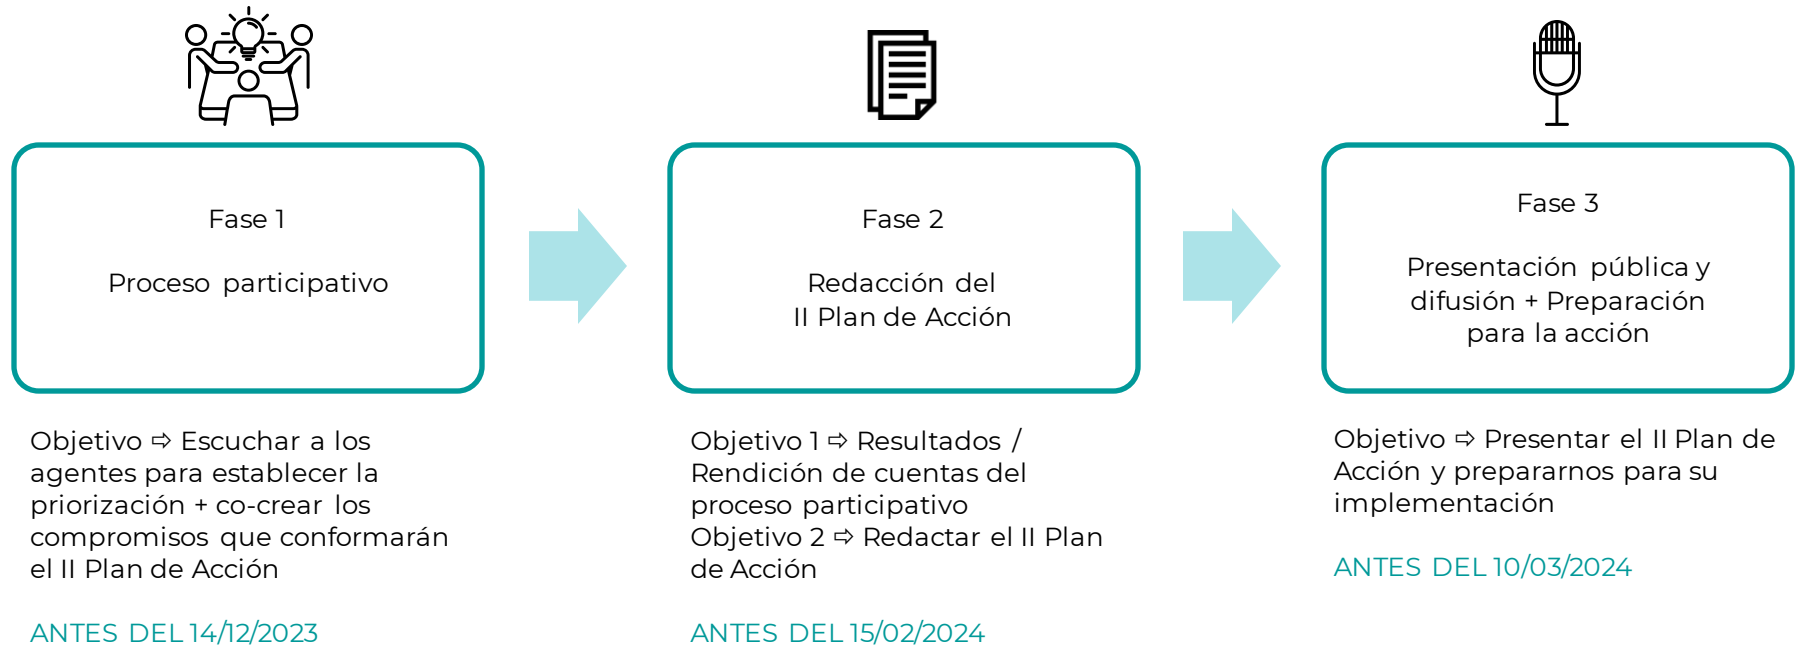 Fase 1
Proceso participativo
Objetivo ⇨ Escuchar a los
agentes para establecer la
priorización + co-crear los
compromisos que conformarán
el II Plan de Acción
ANTES DEL 14/12/2023
Fase 2
Redacción del
II Plan de Acción
Objetivo 1 ⇨ Resultados /
Rendición de cuentas del
proceso participativo
Objetivo 2 ⇨ Redactar el II Plan
de Acción
ANTES DEL 15/02/2024
Fase 3
Presentación pública y
difusión + Preparación
para la acción
Objetivo ⇨ Presentar el II Plan de
Acción y prepararnos para su
implementación
ANTES DEL 10/03/2024